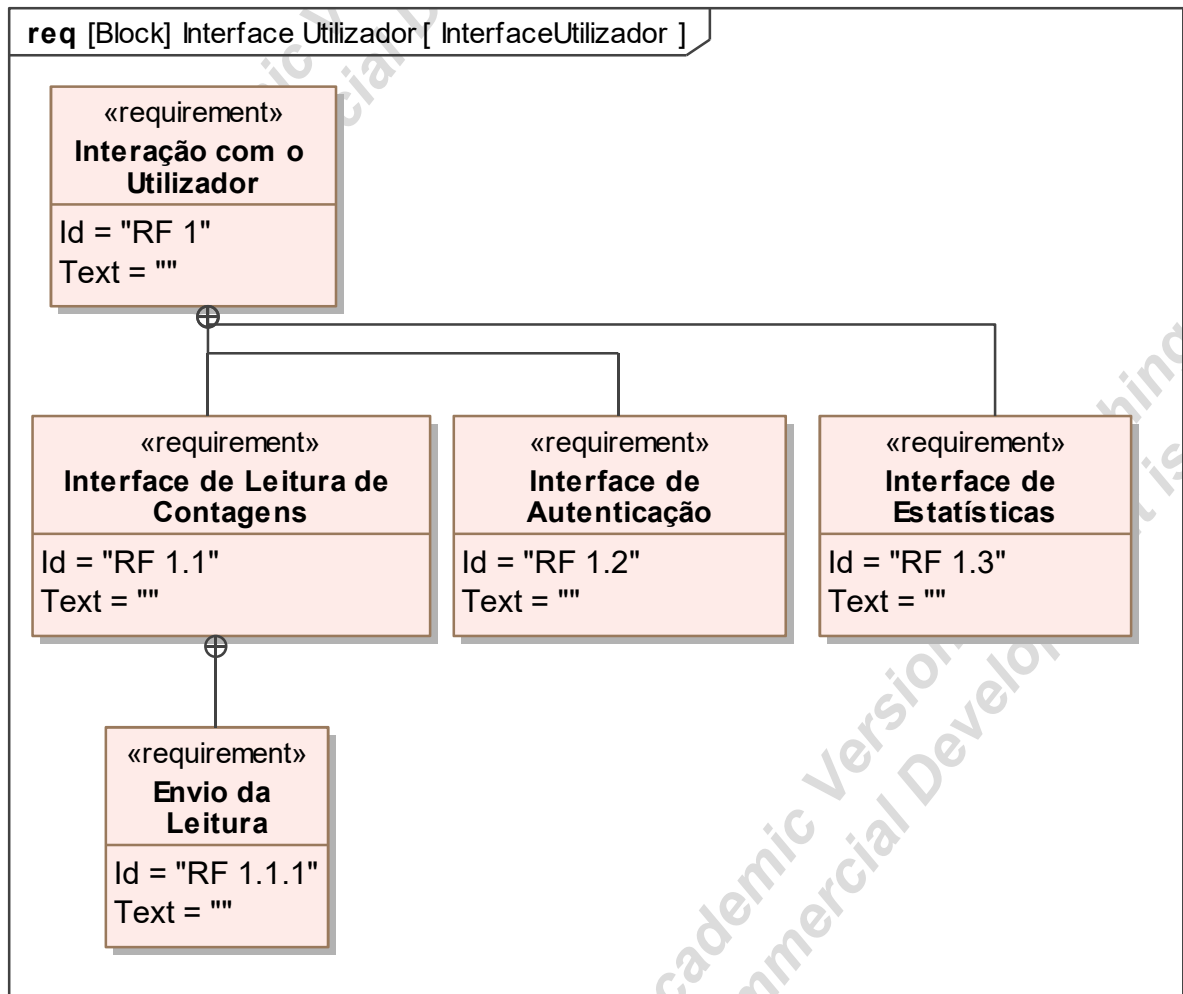 req [Block] Interface Utilizador [ InterfaceUtilizador ]
«requirement»
Interação com o
Utilizador
Id = "RF 1"
Text = ""
«requirement»
Interface de Leitura de
Contagens
Id = "RF 1.1"
Text = ""
«requirement»
Interface de
Autenticação
Id = "RF 1.2"
Text = ""
«requirement»
Interface de
Estatísticas
Id = "RF 1.3"
Text = ""
«requirement»
Envio da
Leitura
Id = "RF 1.1.1"
Text = ""